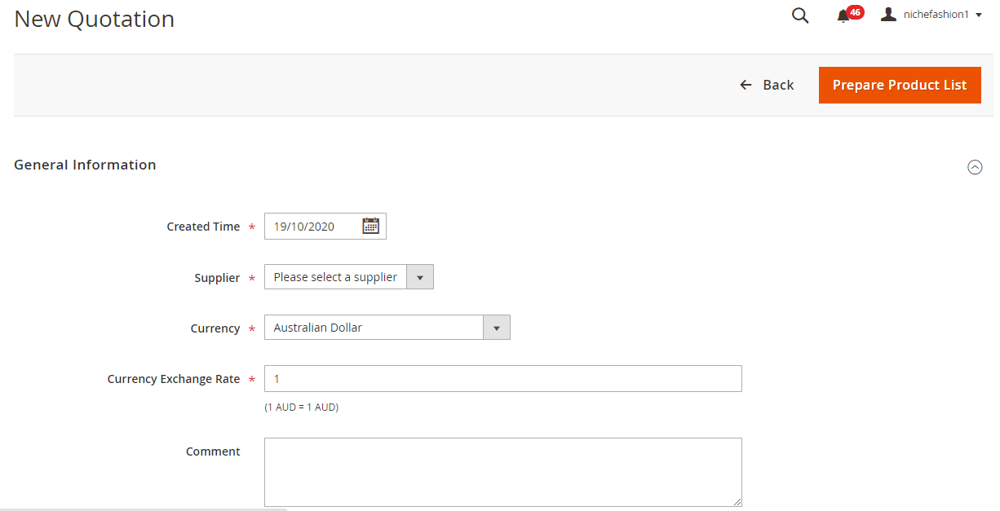 New Quotation
46
nichefashion1
Back
Prepare Product List
General Information
Created Time *
19/10/2020
Supplier *
Please select a supplier
Currency *
Australian Dollar
Currency Exchange Rate *
1
(1 AUD = 1 AUD)
Comment